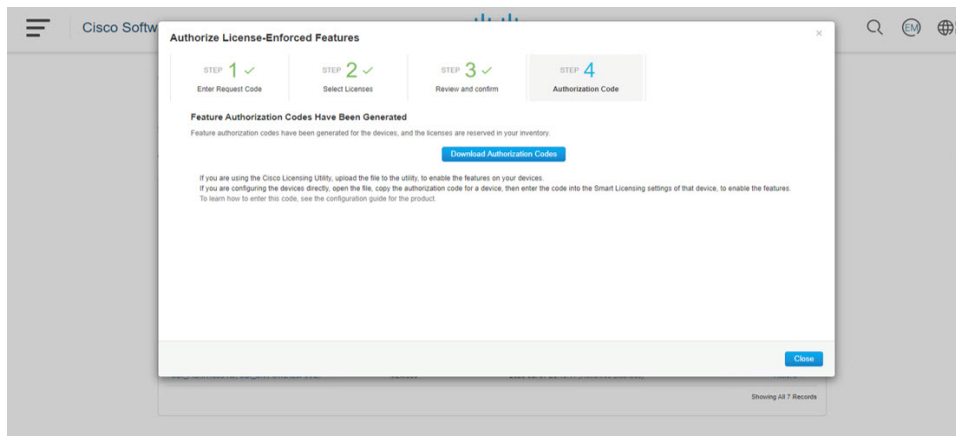 Cisco Softw
EM
Authorize License-Enforced Features
×
STEP 1 ✓
Enter Request Code
STEP 2 ✓
Select Licenses
STEP 3 ✓
Review and confirm
STEP 4
Authorization Code
Feature Authorization Codes Have Been Generated
Feature authorization codes have been generated for the devices, and the licenses are reserved in your inventory.
Download Authorization Codes
If you are using the Cisco Licensing Utility, upload the file to the utility, to enable the features on your devices.
If you are configuring the devices directly, open the file, copy the authorization code for a device, then enter the code into the Smart Licensing settings of that device, to enable the features.
To learn how to enter this code, see the configuration guide for the product.
Close
Showing All 7 Records